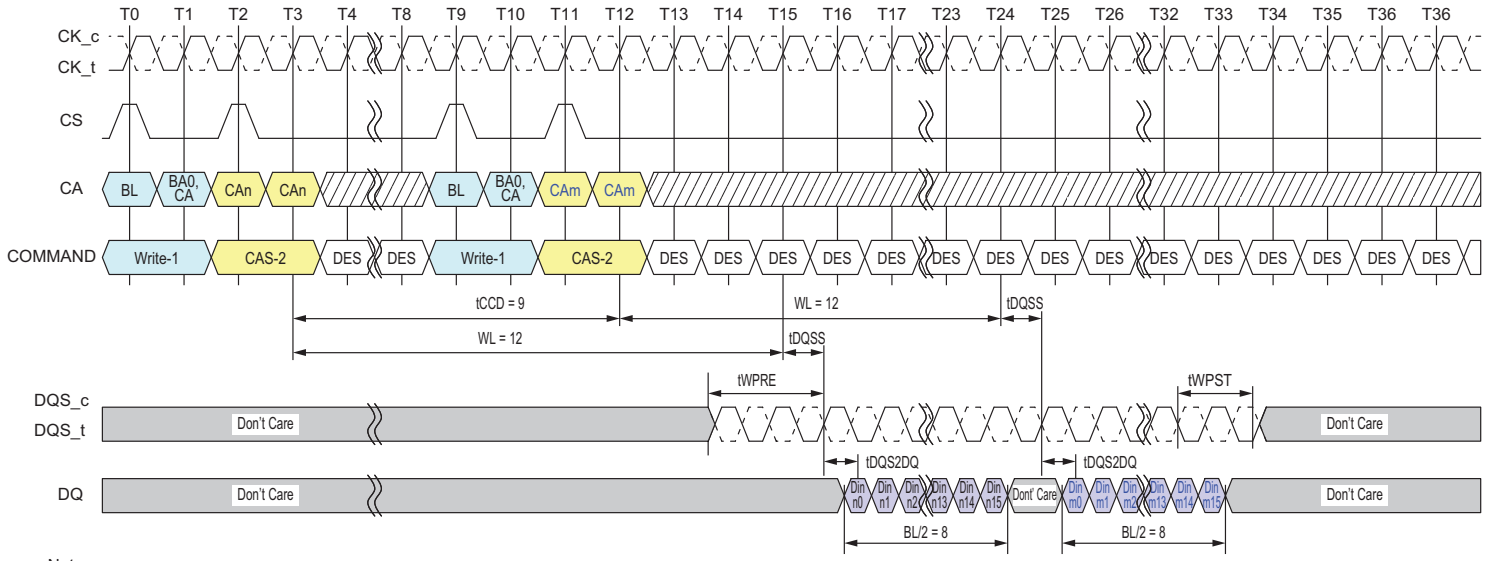 T0 T1 T2 T4 T8 T9 T10 T11 T12 T13 T14 T15 T16 T17 T23 T24 T25 T26 T32 T33 T34 T35 T36 T36
CK_c
CK_t
CS
CA BL BA0, CA CAn CAn BL BA0, CA CAm CAm
COMMAND Write-1 CAS-2 DES DES Write-1 CAS-2 DES DES DES DES DES DES DES DES DES DES DES DES DES DES DES
tCCD = 9 WL = 12 tDQSS
WL = 12 tDQSS
tWPRE tWPST
DQS_c
DQS_t Don't Care Don't Care
tDQS2DQ tDQS2DQ
DQ Don't Care Din n0 Din n1 Din n2 Din n13 Din n14 Din n15 Dont' Care Din m0 Din m1 Din m2 Din m13 Din m14 Din m15 Don't Care
BL/2 = 8 BL/2 = 8